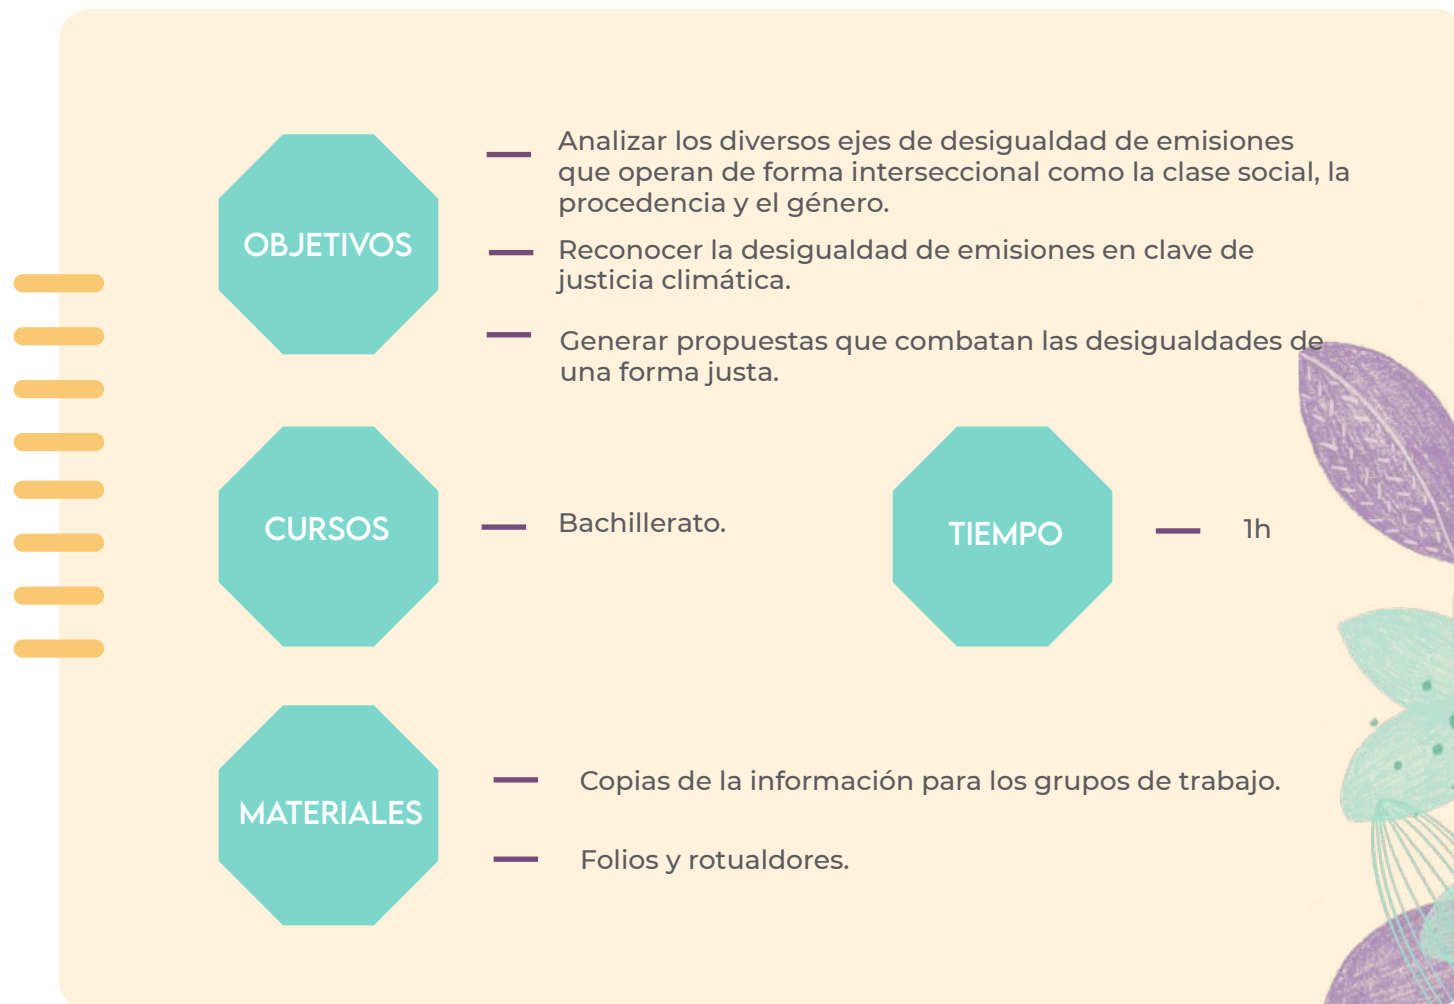 OBJETIVOS
Analizar los diversos ejes de desigualdad de emisiones
que operan de forma interseccional como la clase social, la
procedencia y el género.
Reconocer la desigualdad de emisiones en clave de
justicia climática.
Generar propuestas que combatan las desigualdades de
una forma justa.
CURSOS
Bachillerato.
TIEMPO
1h
MATERIALES
Copias de la información para los grupos de trabajo.
Folios y rotualdores.